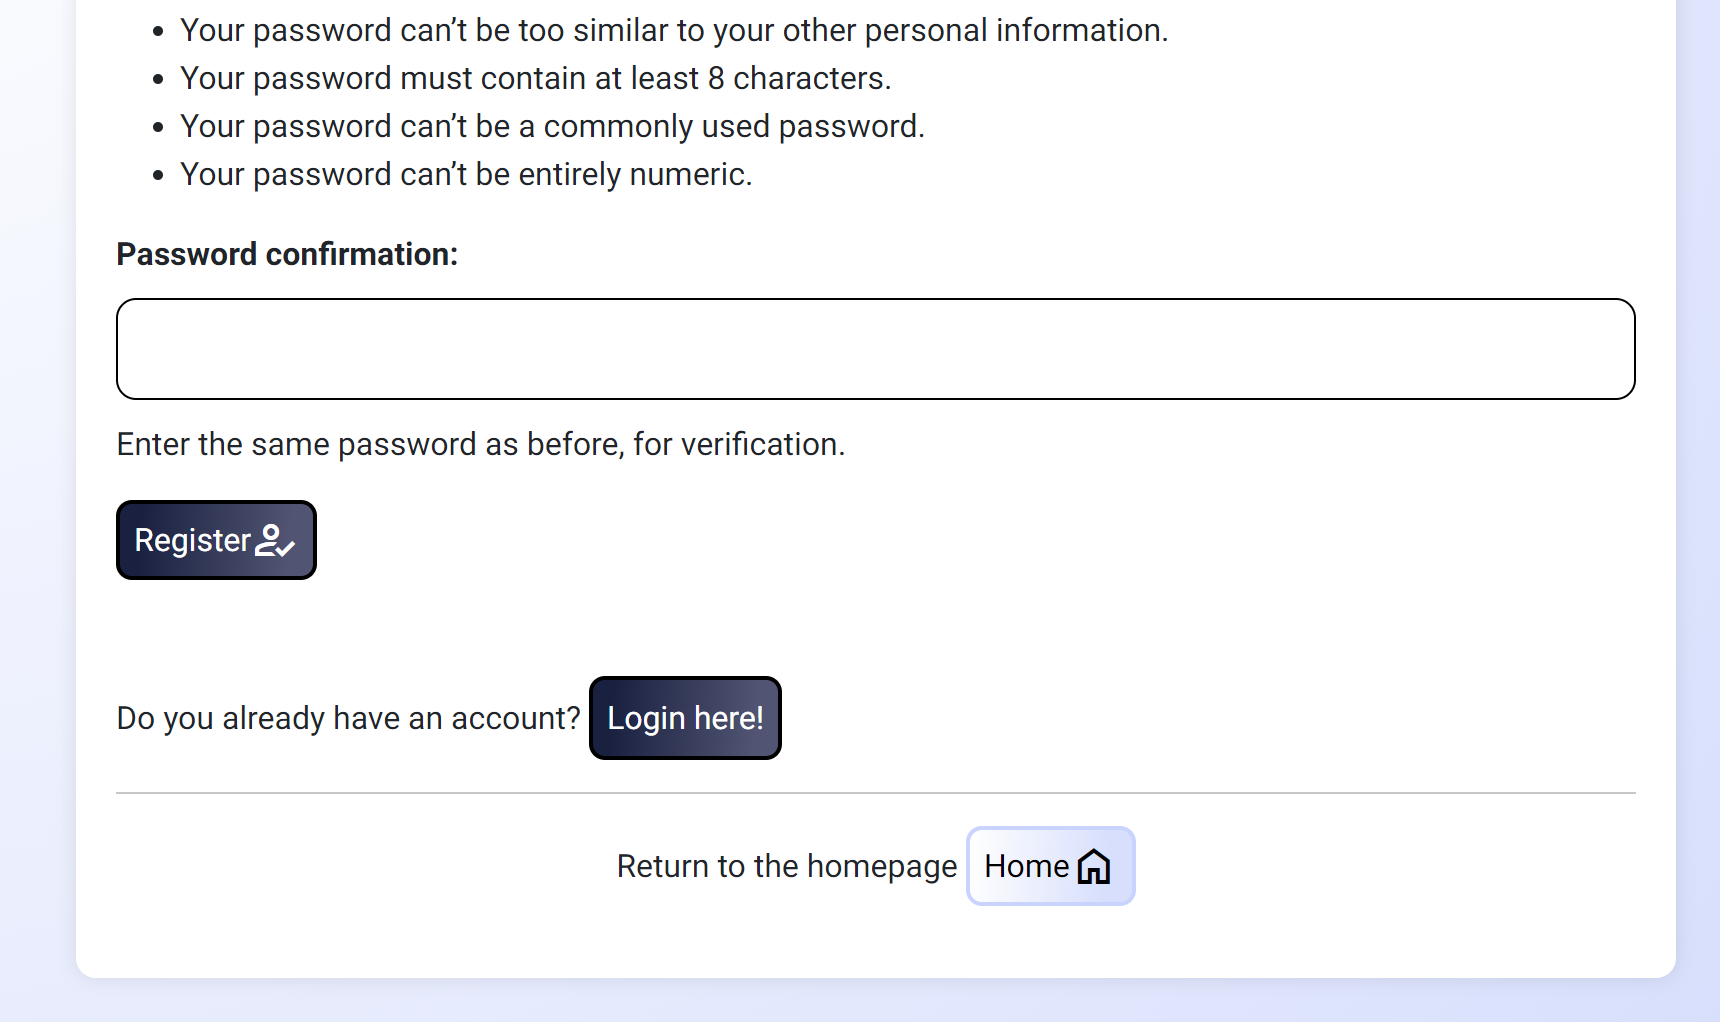 Your password can’t be too similar to your other personal information.
Your password must contain at least 8 characters.
Your password can’t be a commonly used password.
Your password can’t be entirely numeric.
Password confirmation:
Enter the same password as before, for verification.
Register
Do you already have an account? Login here!
Return to the homepage Home